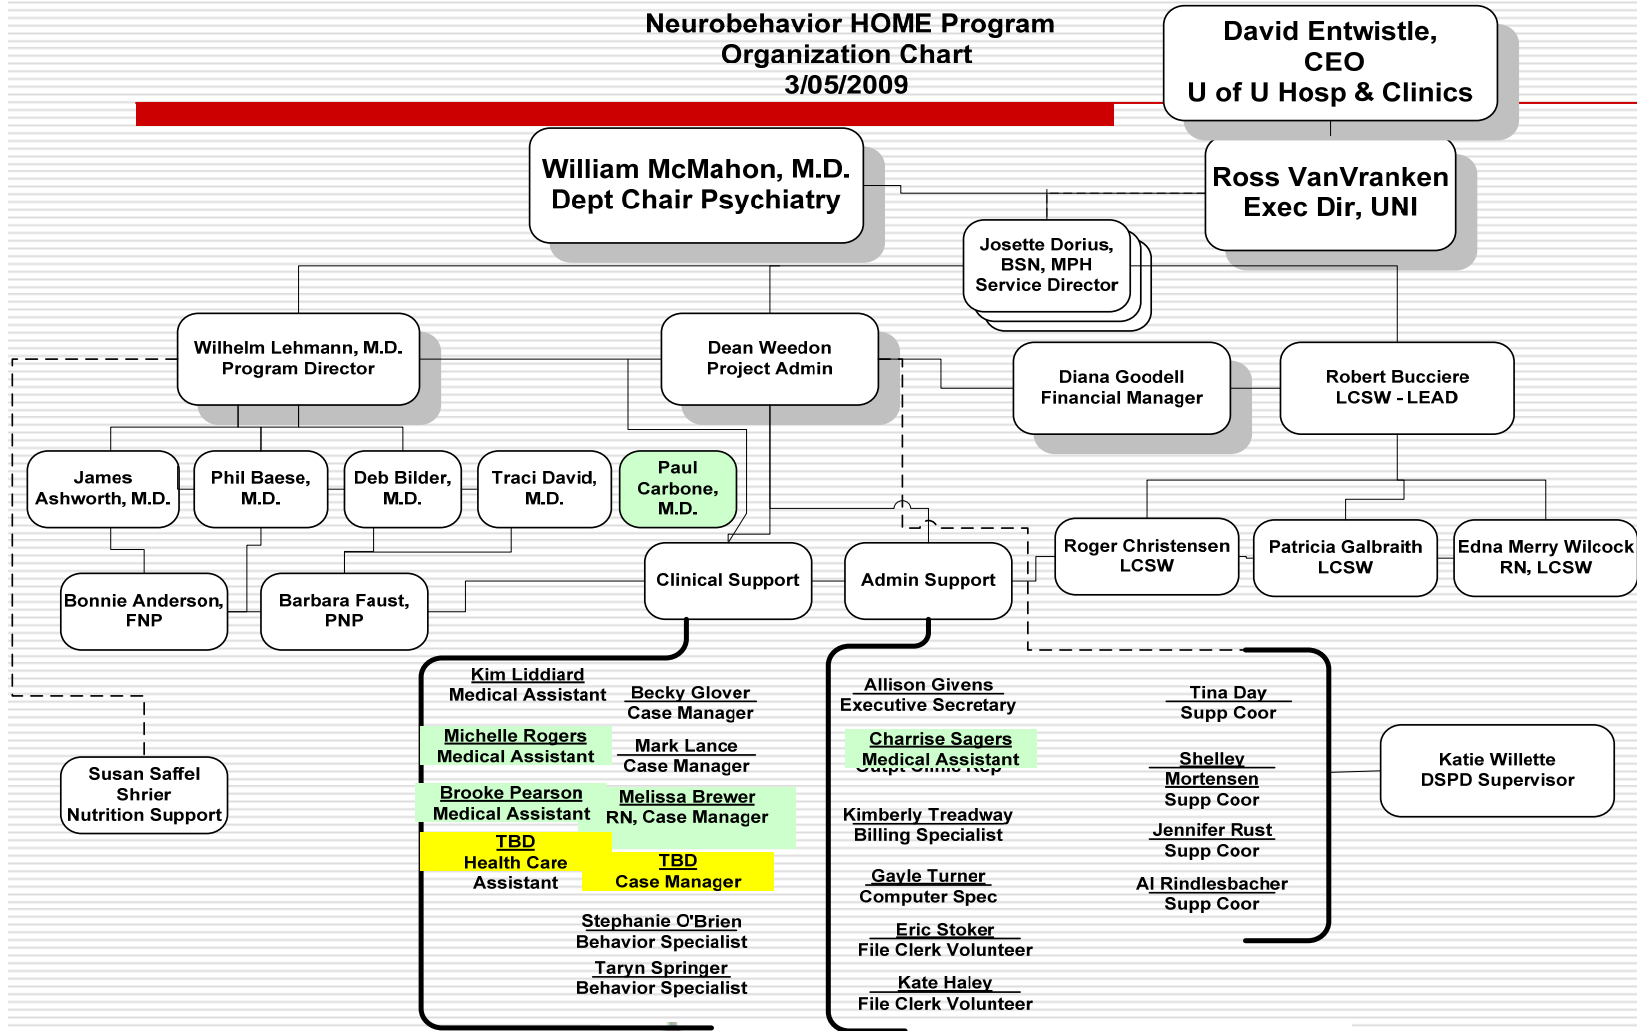 Neurobehavior HOME Program
Organization Chart
3/05/2009
David Entwistle,
CEO
U of U Hosp & Clinics
William McMahon, M.D.
Dept Chair Psychiatry
Ross VanVranken
Exec Dir, UNI
Josette Dorius,
BSN, MPH
Service Director
Wilhelm Lehmann, M.D.
Program Director
Dean Weedon
Project Admin
Diana Goodell
Financial Manager
Robert Bucciere
LCSW - LEAD
James
Ashworth, M.D.
Phil Baese,
M.D.
Deb Bilder,
M.D.
Traci David,
M.D.
Paul
Carbone,
M.D.
Roger Christensen
LCSW
Patricia Galbraith
LCSW
Edna Merry Wilcock
RN, LCSW
Bonnie Anderson,
FNP
Barbara Faust,
PNP
Clinical Support
Admin Support
Kim Liddiard
Medical Assistant
Michelle Rogers
Medical Assistant
Brooke Pearson
Medical Assistant
TBD
Health Care
Assistant
Becky Glover
Case Manager
Mark Lance
Case Manager
Melissa Brewer
RN, Case Manager
TBD
Case Manager
Stephanie O'Brien
Behavior Specialist
Taryn Springer
Behavior Specialist
Allison Givens
Executive Secretary
Charrise Sagers
Medical Assistant
Outpt Clinic Rep
Kimberly Treadway
Billing Specialist
Gayle Turner
Computer Spec
Eric Stoker
File Clerk Volunteer
Kate Haley
File Clerk Volunteer
Tina Day
Supp Coor
Shelley
Mortensen
Supp Coor
Jennifer Rust
Supp Coor
Al Rindlesbacher
Supp Coor
Katie Willette
DSPD Supervisor
Susan Saffel
Shrier
Nutrition Support